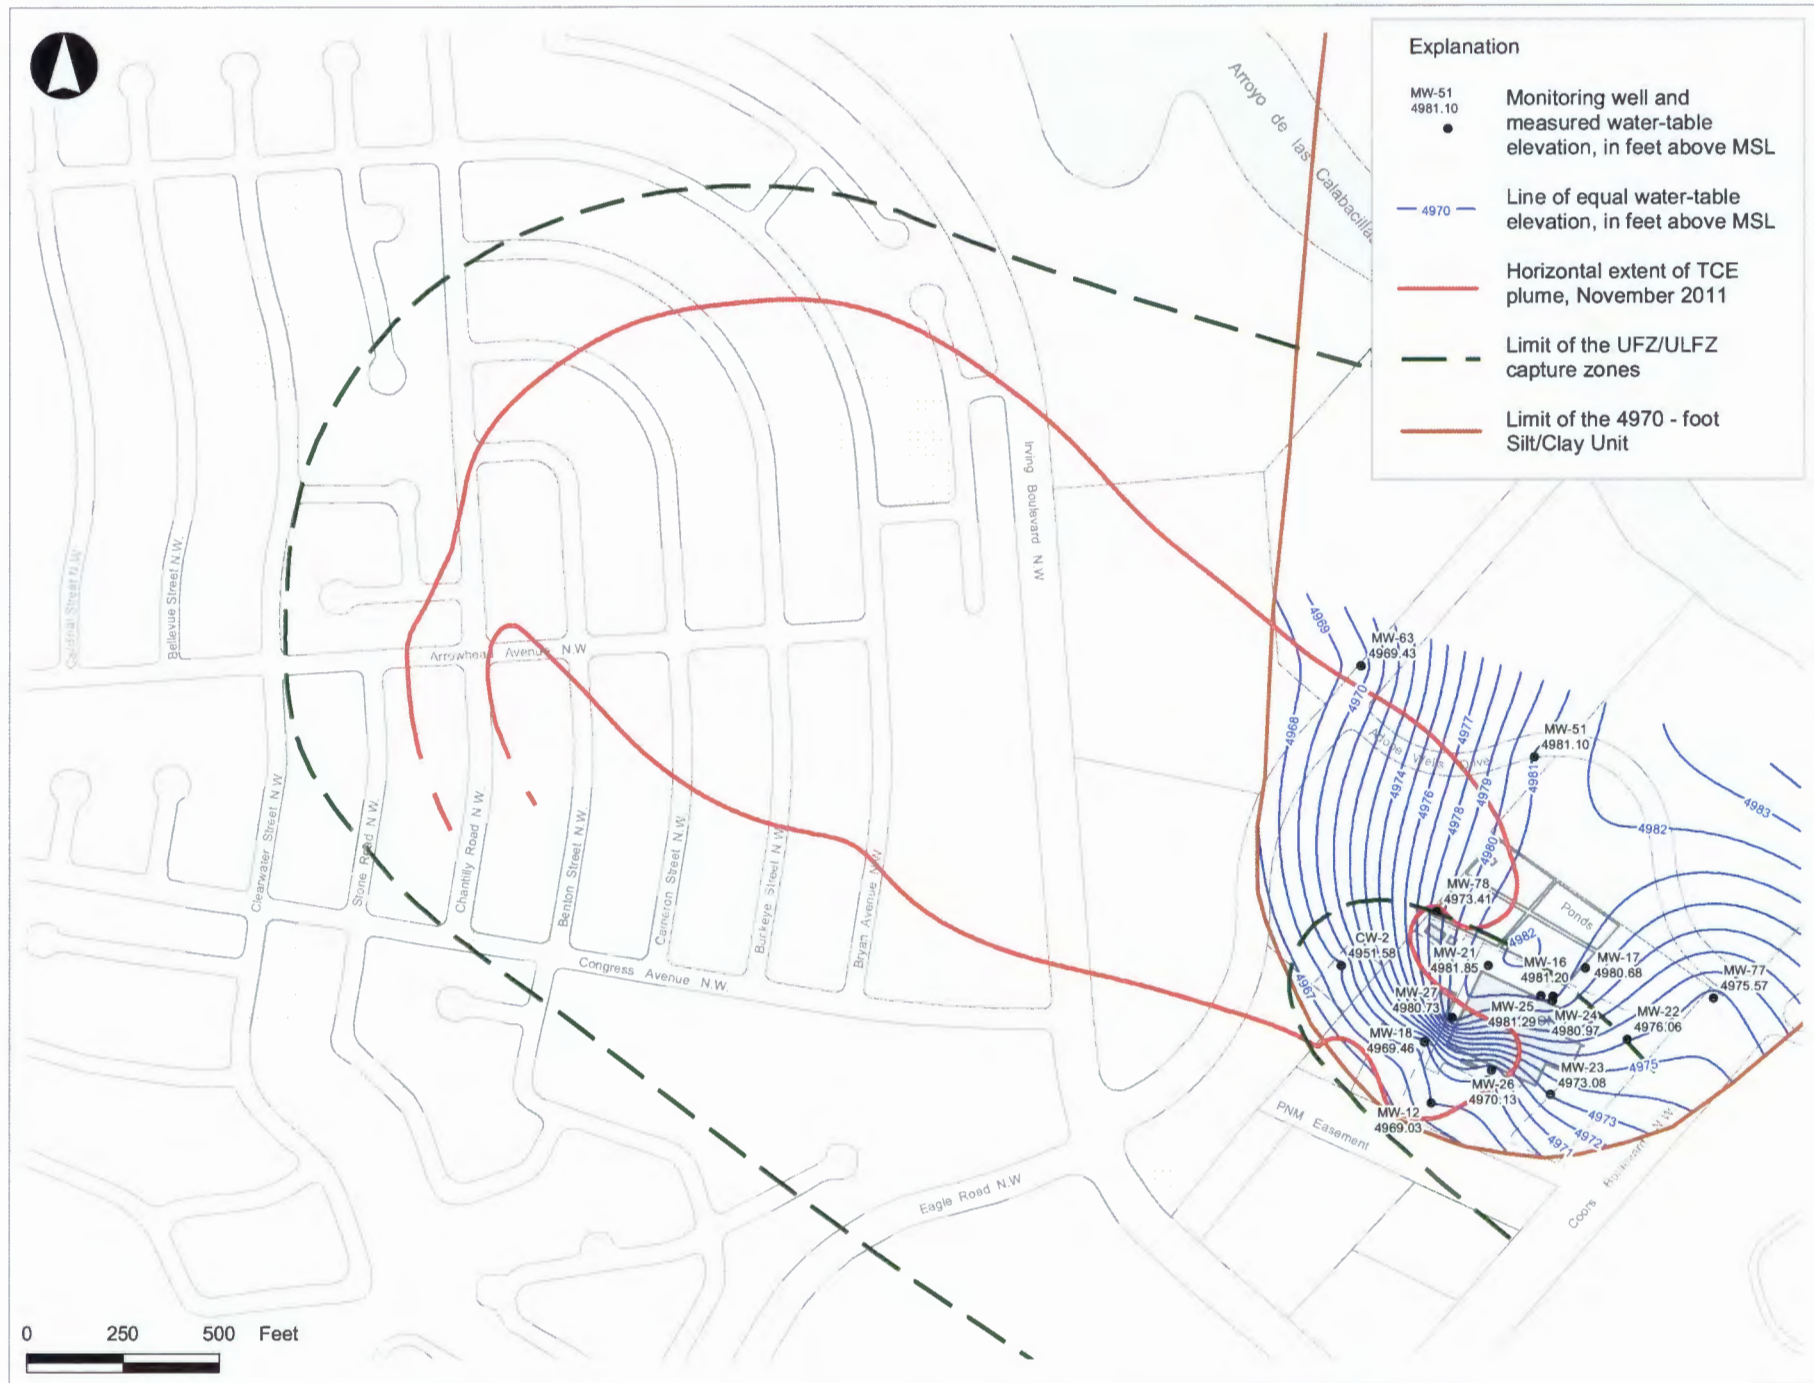 Explanation
MW-51
4981.10
Monitoring well and
measured water-table
elevation, in feet above MSL
4970
Line of equal water-table
elevation, in feet above MSL
Horizontal extent of TCE
plume, November 2011
Limit of the UFZ/ULFZ
capture zones
Limit of the 4970 - foot
Silt/Clay Unit
Arroyo de las Calabacilla
Irving Boulevard N.W
Bellevue Street N.W.
Arrowhead Avenue N.W
Clearwater Street N.W.
Stone Road N.W.
Chantilly Road N.W.
Benton Street N.W.
Cameron Street N.W.
Buckeye Street N.W.
Bryan Avenue N.W
Congress Avenue N.W.
Eagle Road N.W
PNM Easement
Coors
N.W
Adobe Wells Drive
Ponds
4969
MW-63
4969.43
4970
4968
4977
MW-51
4981.10
4974
4976
4978
4979
4981
4980
4983
4982
MW-78
4973.41
4982
CW-2
4951.58
MW-21
4981.85
MW-16
4981.20
MW-17
4980.68
MW-77
4975.57
4967
MW-27
4980.73
MW-25
4981.29
MW-24
4980.97
MW-22
4976.06
MW-18
4969.46
MW-23
4973.08
4975
MW-26
4970.13
MW-12
4969.03
4973
4972
4971
0 250 500 Feet